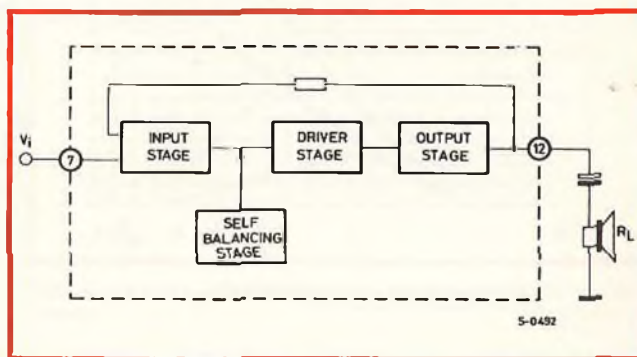 Vi
7
INPUT
STAGE
DRIVER
STAGE
OUTPUT
STAGE
12
SELF
BALANCING
STAGE
RL
5-0492